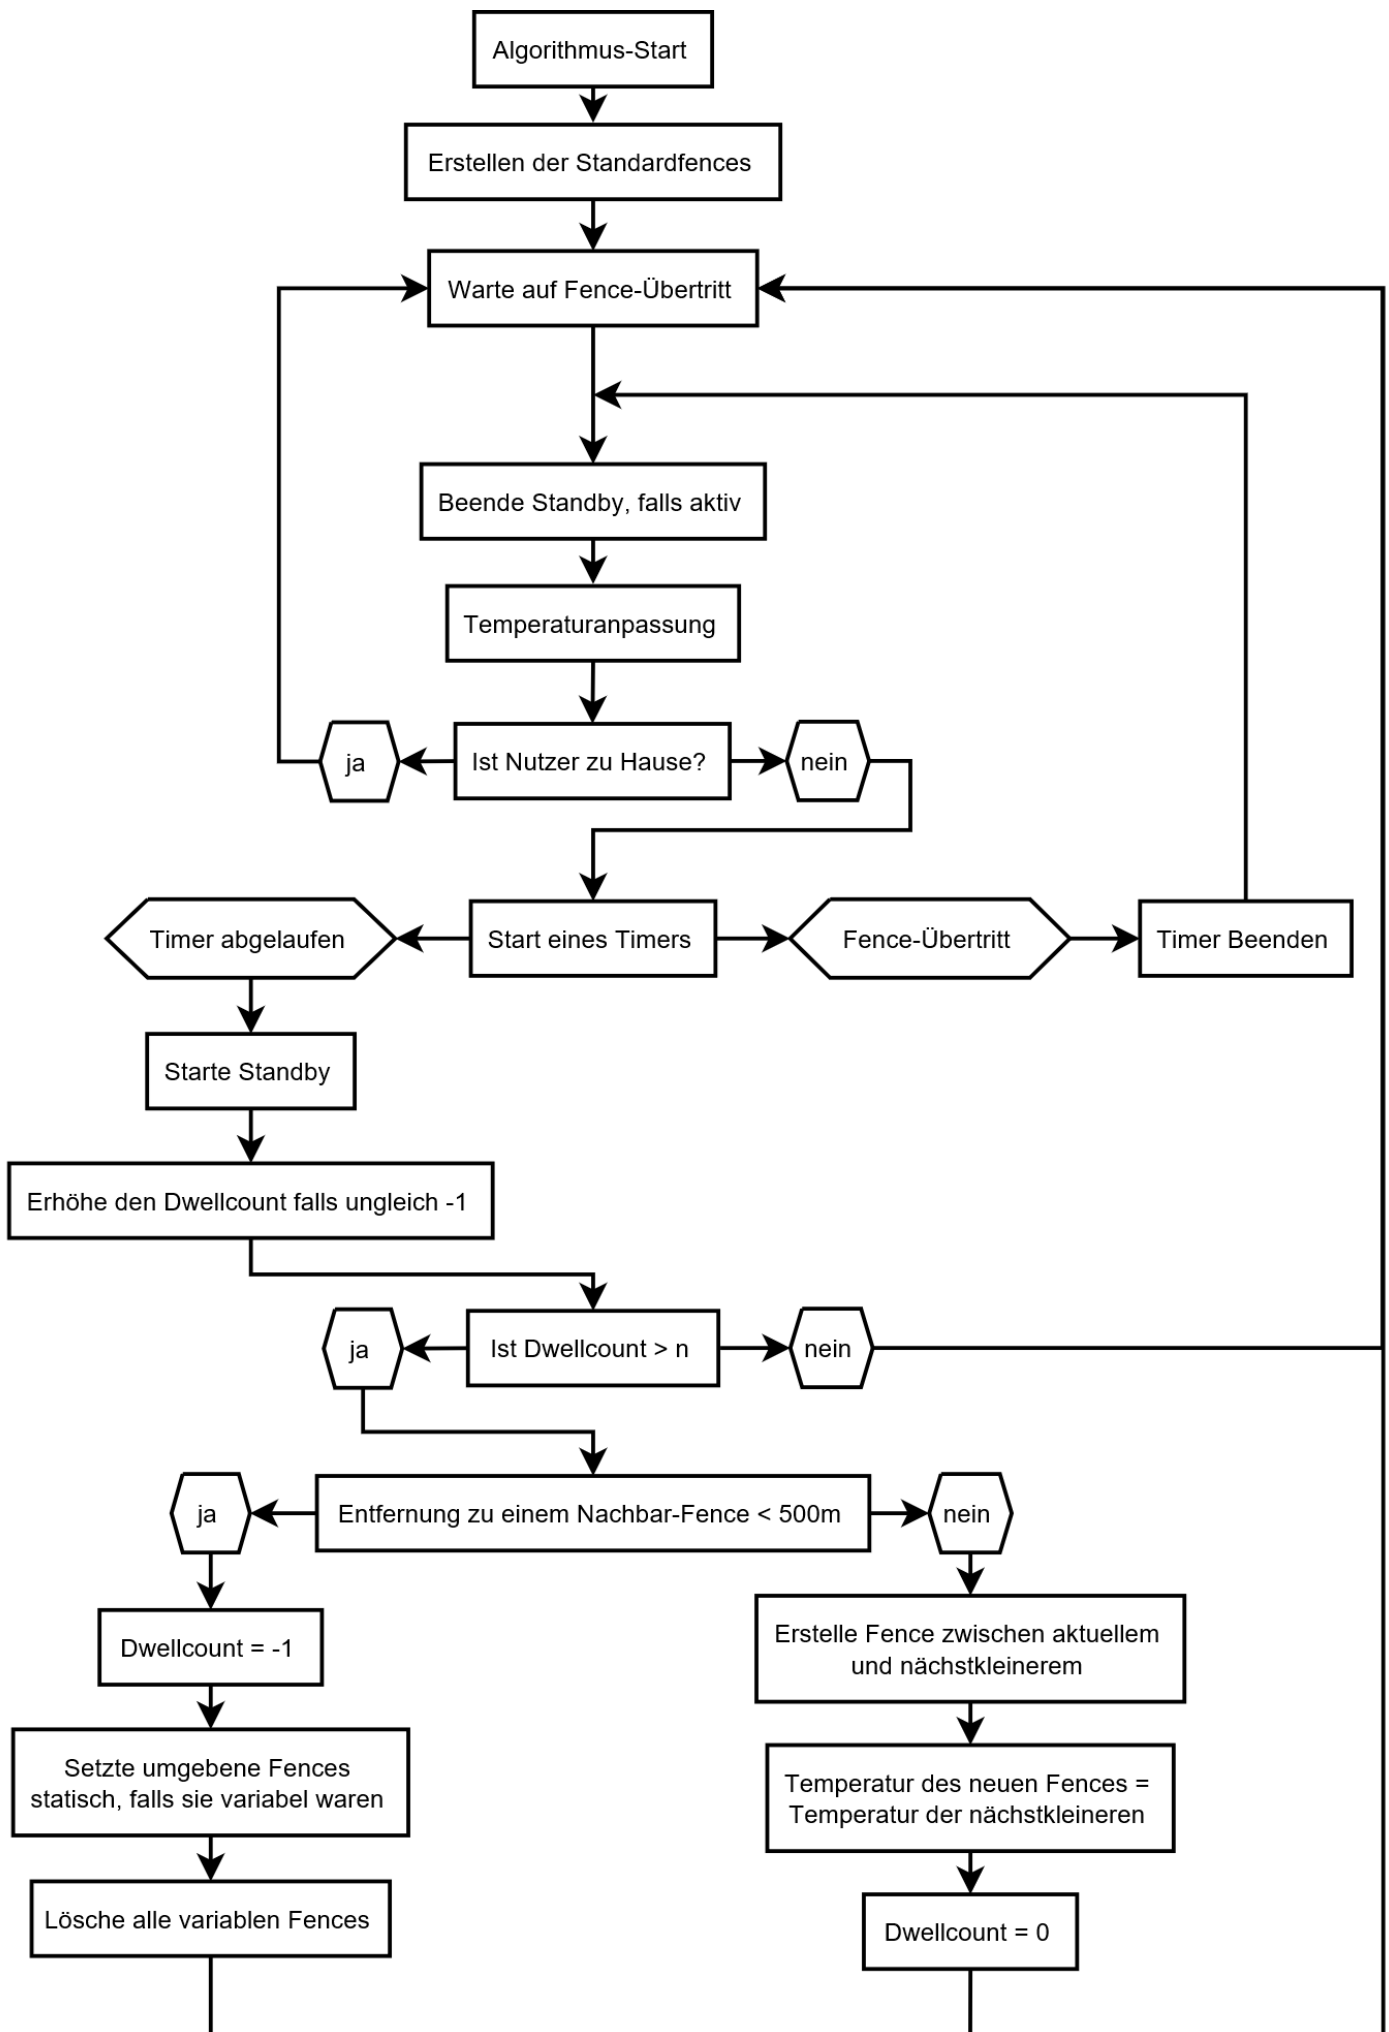 Algorithmus-Start
Erstellen der Standardfences
Warte auf Fence-Übertritt
Beende Standby, falls aktiv
Temperaturanpassung
ja
Ist Nutzer zu Hause?
nein
Timer abgelaufen
Start eines Timers
Fence-Übertritt
Timer Beenden
Starte Standby
Erhöhe den Dwellcount falls ungleich -1
ja
Ist Dwellcount > n
nein
ja
Entfernung zu einem Nachbar-Fence < 500m
nein
Dwellcount = -1
Setzte umgebene Fences
statisch, falls sie variabel waren
Lösche alle variablen Fences
Erstelle Fence zwischen aktuellem
und nächstkleinerem
Temperatur des neuen Fences =
Temperatur der nächstkleineren
Dwellcount = 0